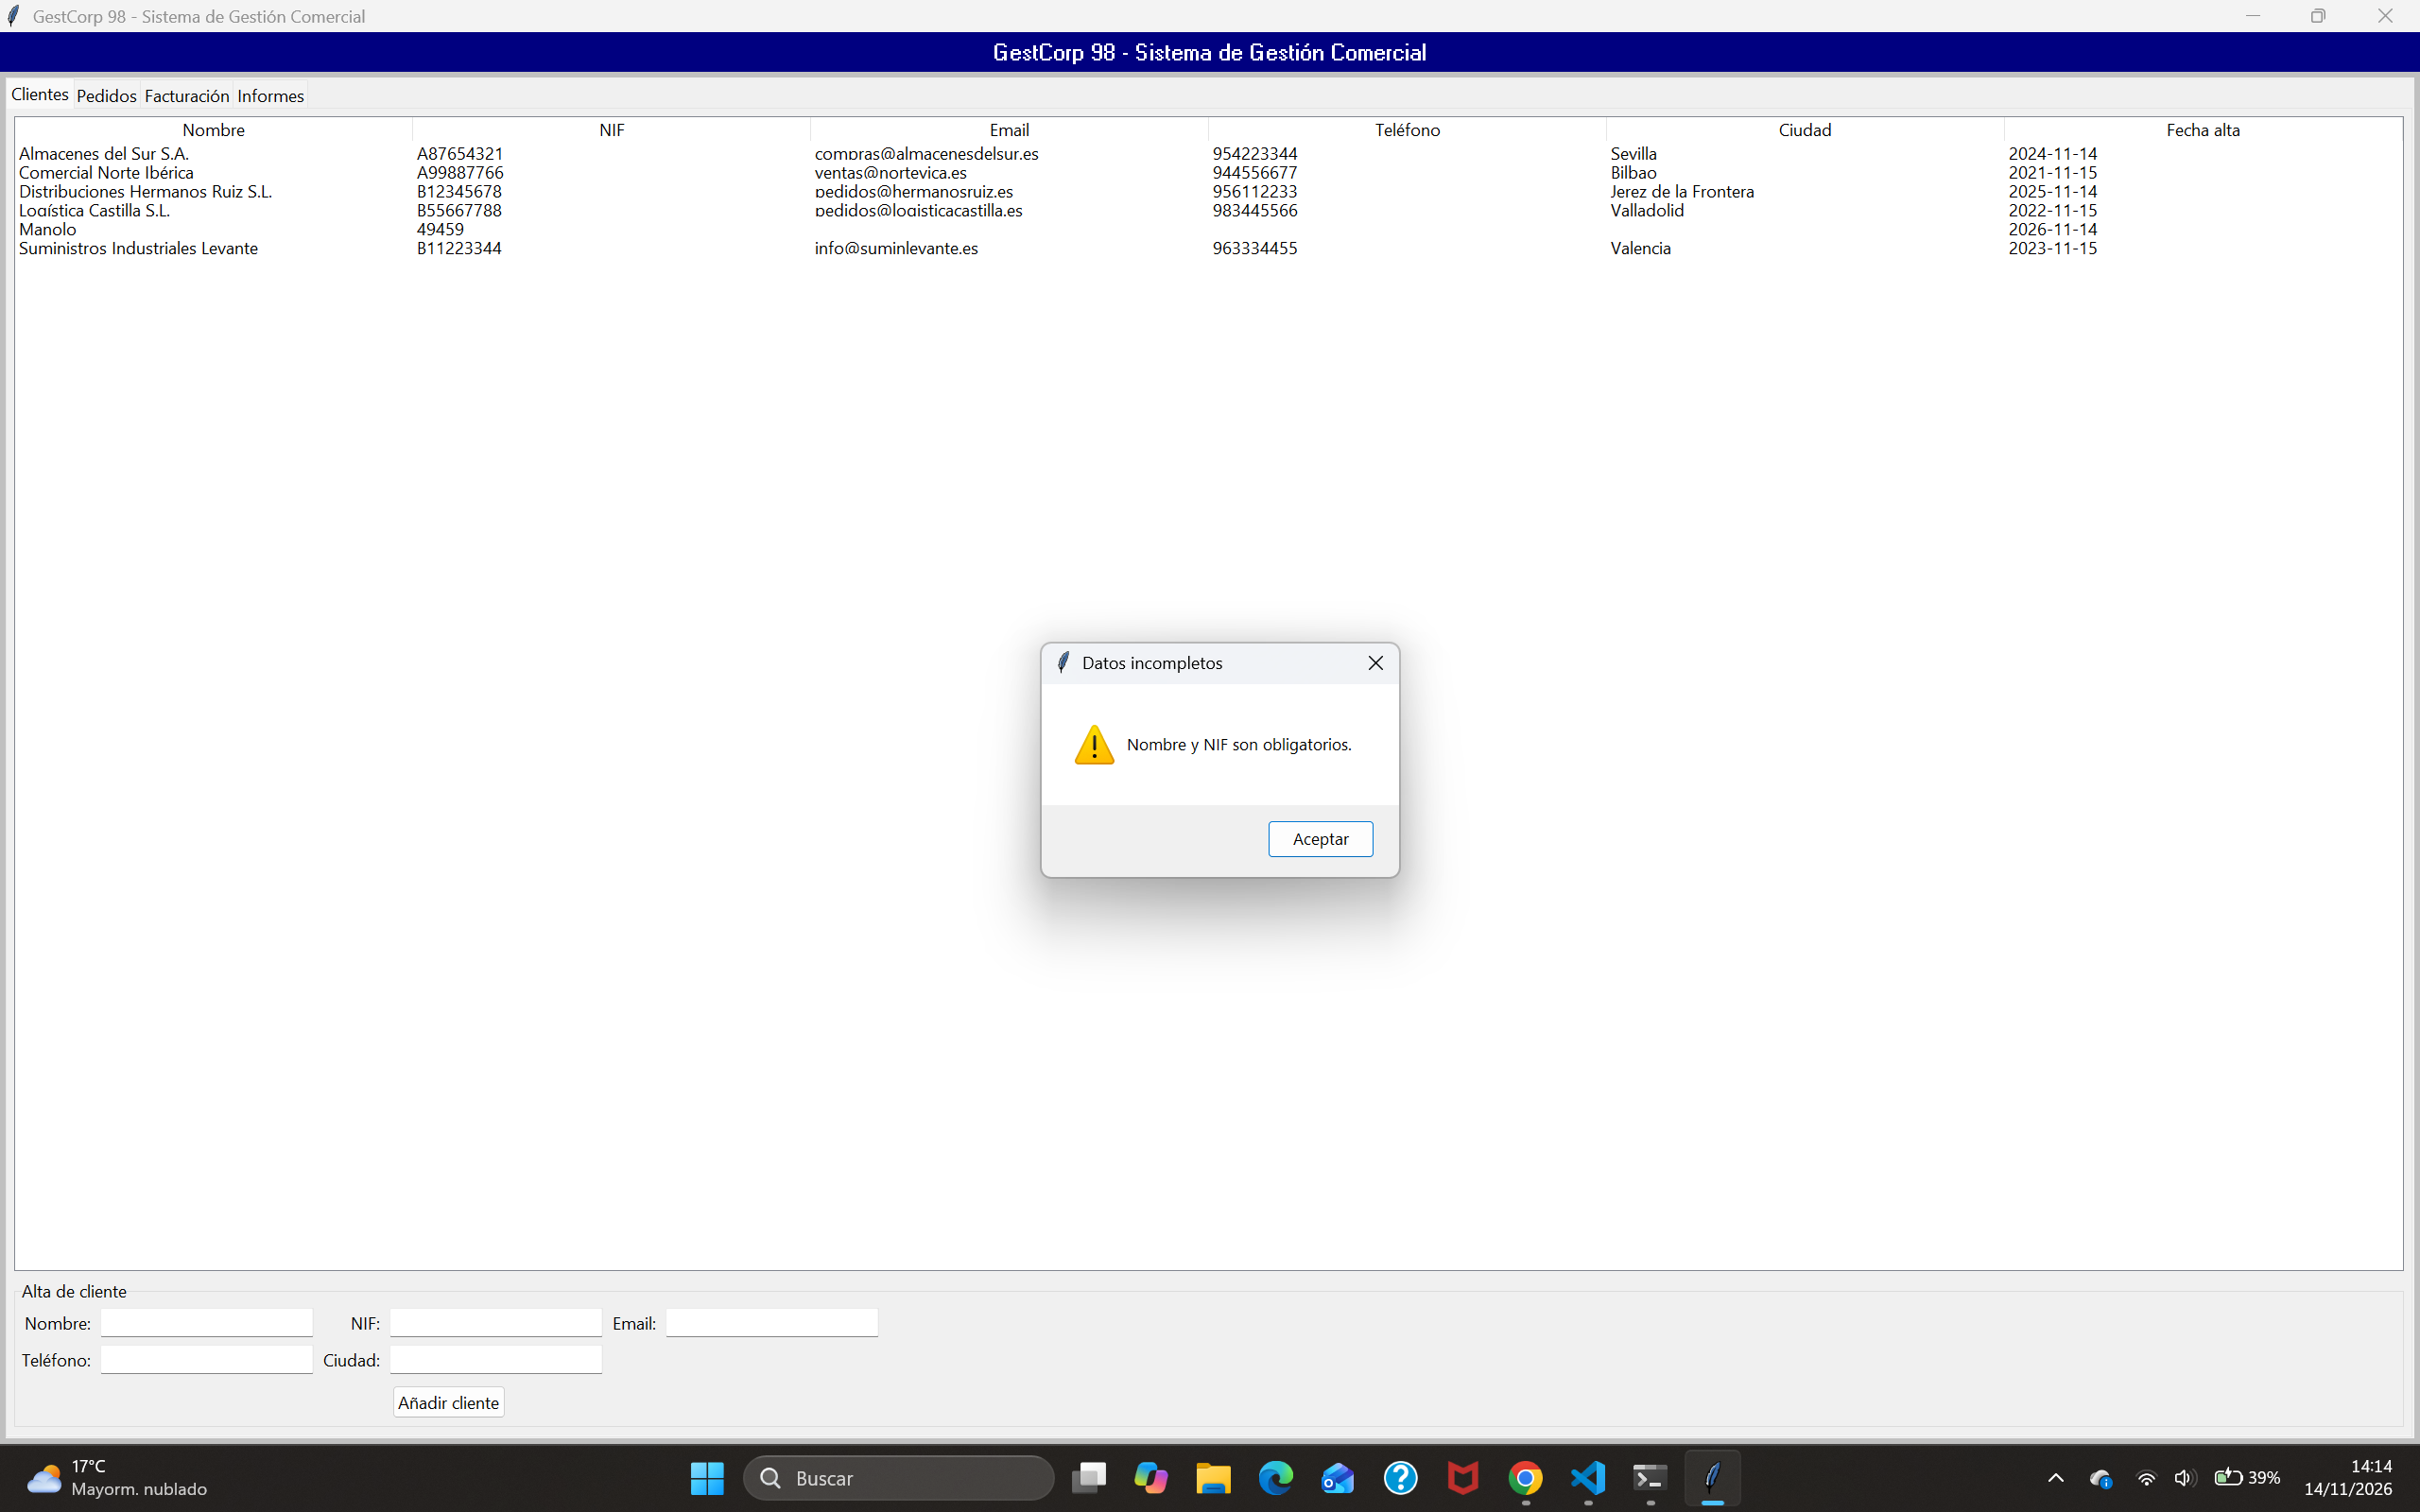 GestCorp 98 - Sistema de Gestión Comercial
GestCorp 98 - Sistema de Gestión Comercial
Clientes Pedidos Facturación Informes
Nombre NIF Email Teléfono Ciudad Fecha alta
Almacenes del Sur S.A. A87654321 compras@almacenesdelsur.es 954223344 Sevilla 2024-11-14
Comercial Norte Ibérica A99887766 ventas@nortevica.es 944556677 Bilbao 2021-11-15
Distribuciones Hermanos Ruiz S.L. B12345678 pedidos@hermanosruiz.es 956112233 Jerez de la Frontera 2025-11-14
Logística Castilla S.L. B55667788 pedidos@logisticacastilla.es 983445566 Valladolid 2022-11-15
Manolo 49459 2026-11-14
Suministros Industriales Levante B11223344 info@suminlevante.es 963334455 Valencia 2023-11-15
Datos incompletos
Nombre y NIF son obligatorios.
Aceptar
Alta de cliente
Nombre: NIF: Email:
Teléfono: Ciudad:
Añadir cliente
17°C
Mayorm. nublado
Buscar
39%
14:14
14/11/2026